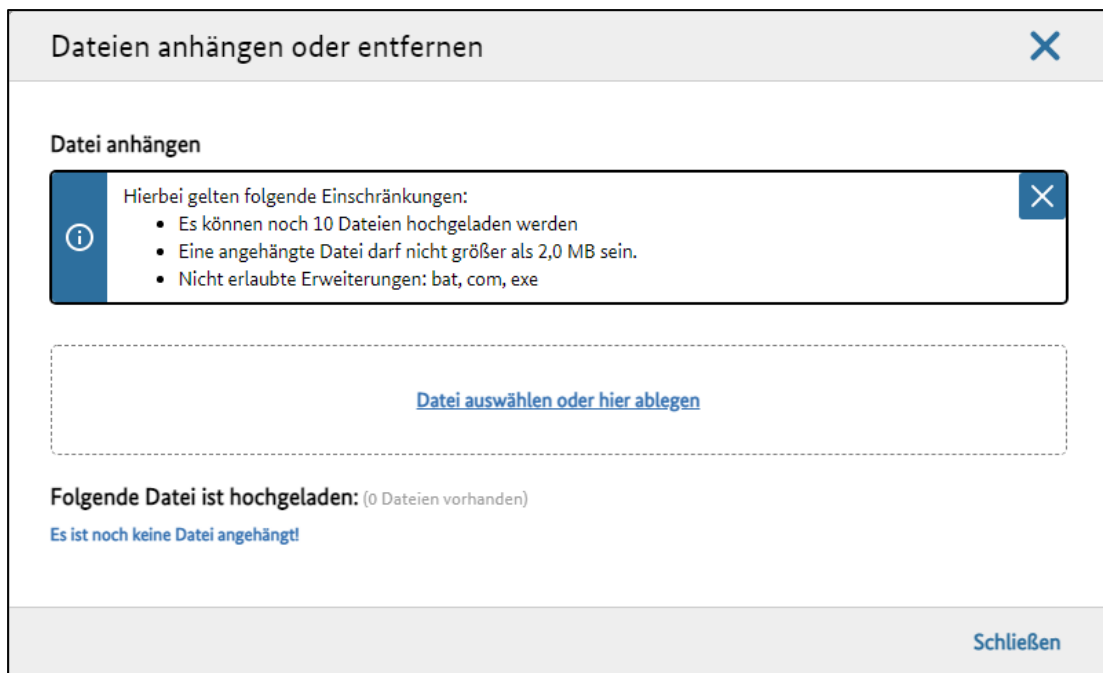 Dateien anhängen oder entfernen
Datei anhängen
Hierbei gelten folgende Einschränkungen:
• Es können noch 10 Dateien hochgeladen werden
• Eine angehängte Datei darf nicht größer als 2,0 MB sein.
• Nicht erlaubte Erweiterungen: bat, com, exe
Datei auswählen oder hier ablegen
Folgende Datei ist hochgeladen: (0 Dateien vorhanden)
Es ist noch keine Datei angehängt!
Schließen